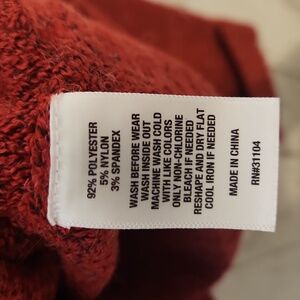 92% POLYESTER
5% NYLON
3% SPANDEX
WASH BEFORE WEAR
WASH INSIDE OUT
MACHINE WASH COLD
WITH LIKE COLORS
ONLY NON-CHLORINE
BLEACH IF NEEDED
RESHAPE AND DRY FLAT
COOL IRON IF NEEDED
MADE IN CHINA
RN#31104